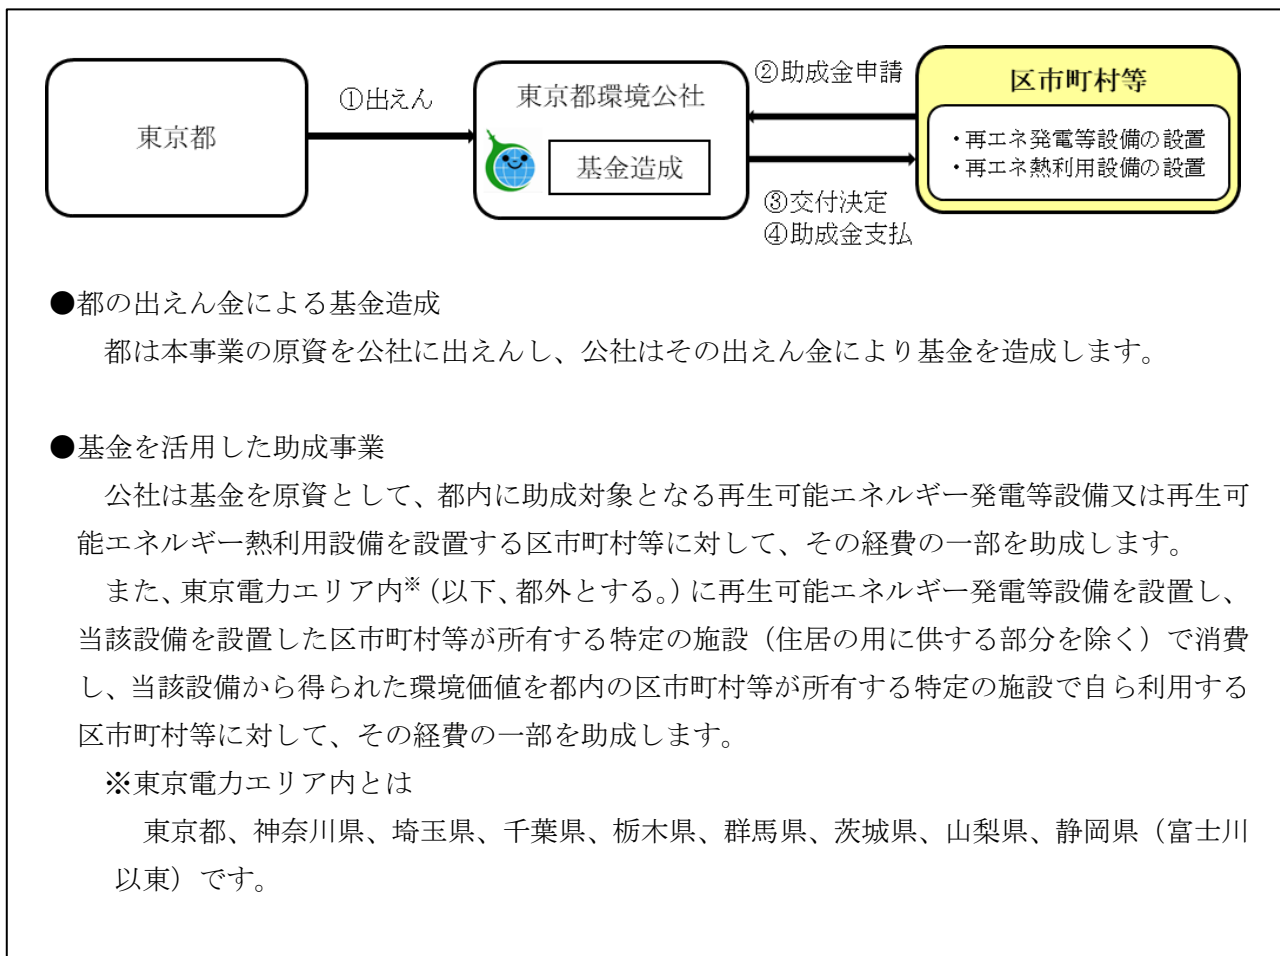 東京都
①出えん
東京都環境公社
基金造成
②助成金申請
③交付決定
④助成金支払
区市町村等
・再エネ発電等設備の設置
・再エネ熱利用設備の設置
●都の出えん金による基金造成
都は本事業の原資を公社に出えんし、公社はその出えん金により基金を造成します。
●基金を活用した助成事業
公社は基金を原資として、都内に助成対象となる再生可能エネルギー発電等設備又は再生可
能エネルギー熱利用設備を設置する区市町村等に対して、その経費の一部を助成します。
また、東京電力エリア内※（以下、都外とする。）に再生可能エネルギー発電等設備を設置し、
当該設備を設置した区市町村等が所有する特定の施設（住居の用に供する部分を除く）で消費
し、当該設備から得られた環境価値を都内の区市町村等が所有する特定の施設で自ら利用する
区市町村等に対して、その経費の一部を助成します。
※東京電力エリア内とは
東京都、神奈川県、埼玉県、千葉県、栃木県、群馬県、茨城県、山梨県、静岡県（富士川
以東）です。